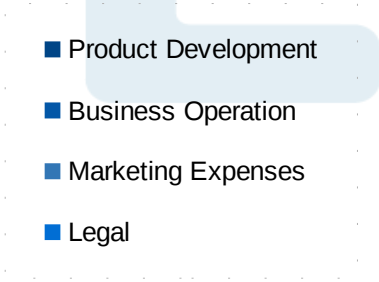 Product Development
Business Operation
Marketing Expenses
Legal